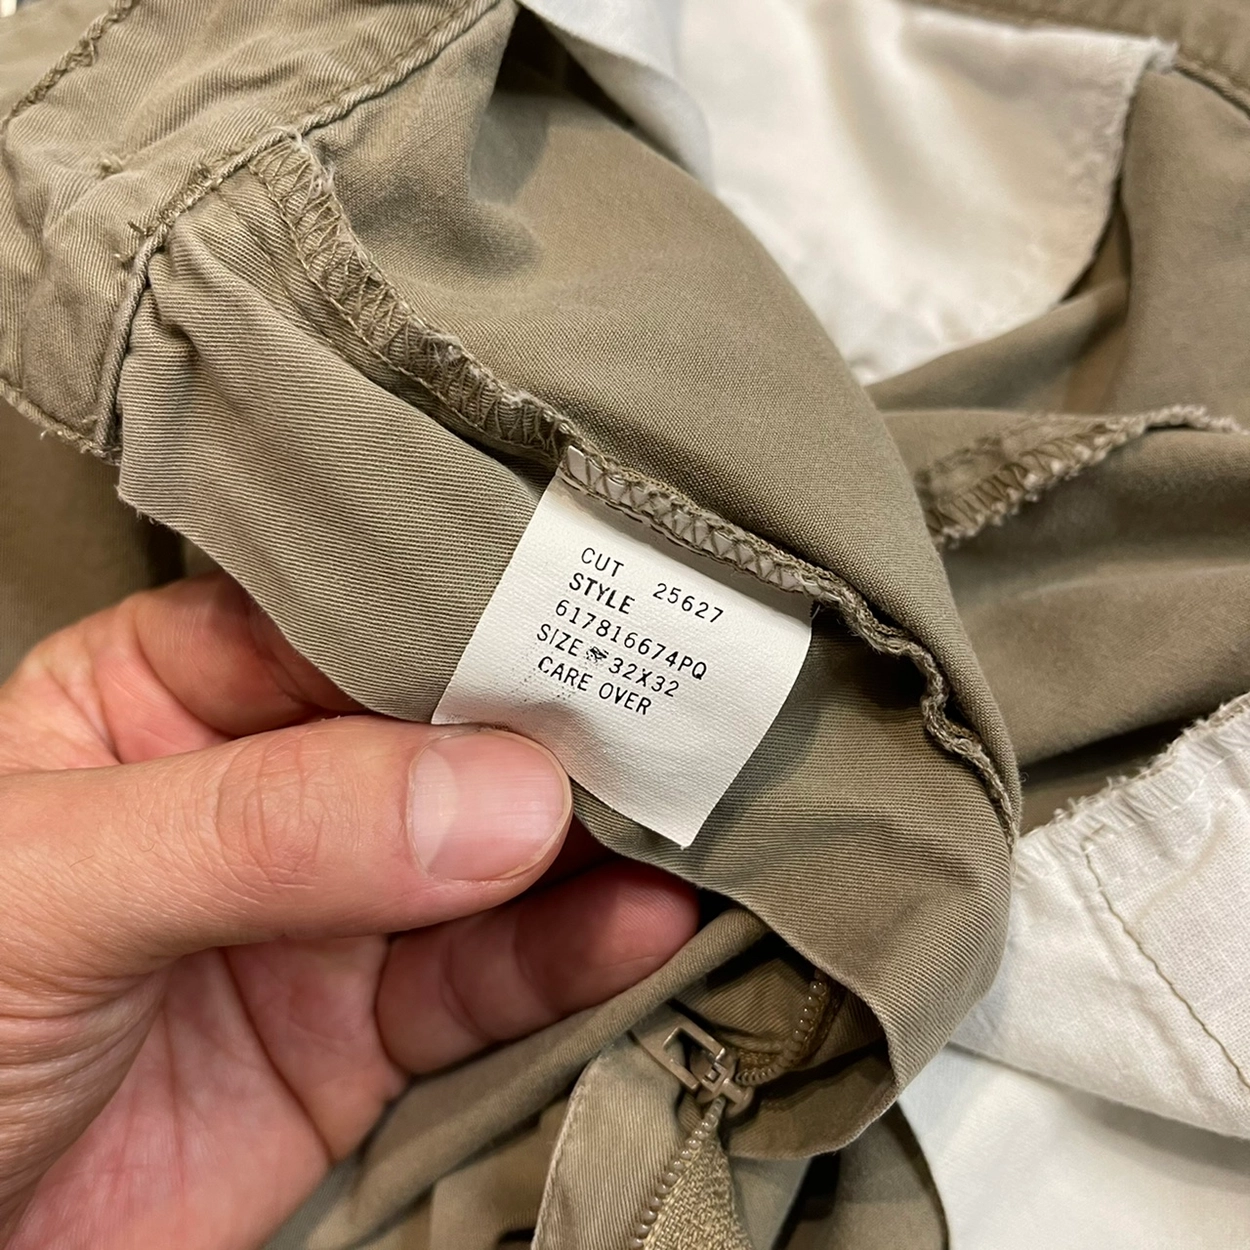 CUT 25627
STYLE
617816674PQ
SIZE 32X32
CARE OVER